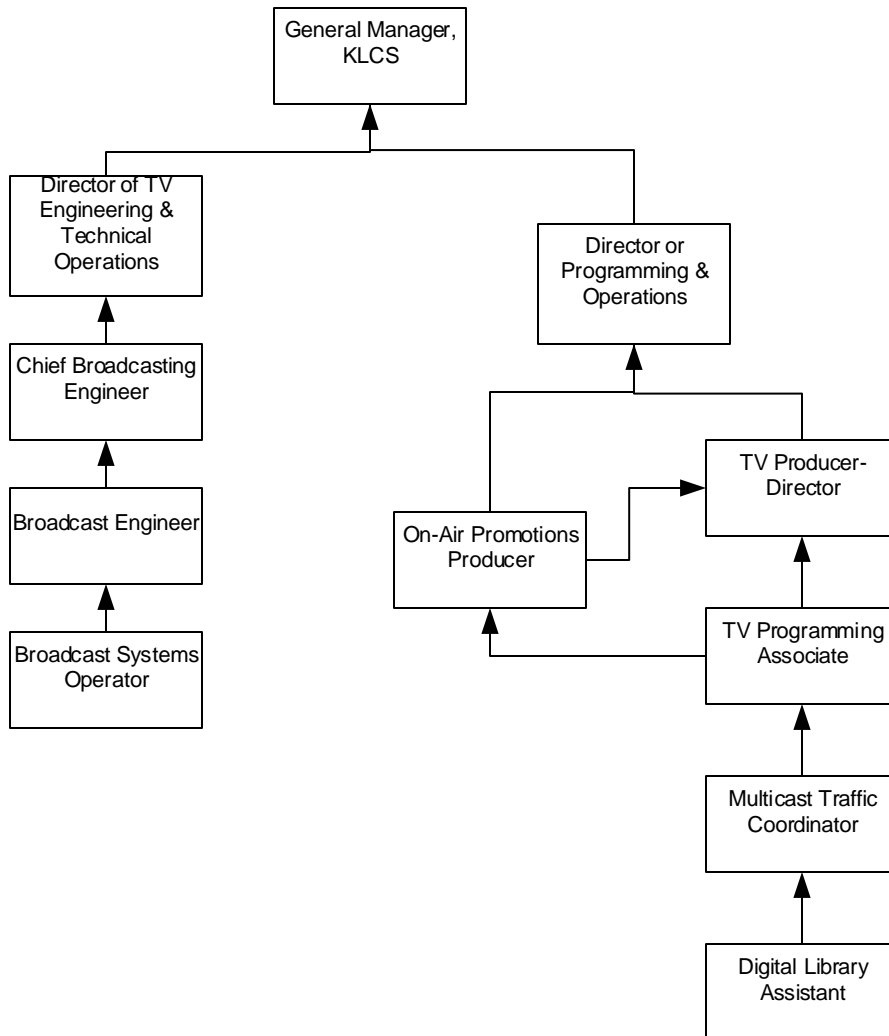 General Manager,
KLCS
Director of TV
Engineering &
Technical
Operations
Director or
Programming &
Operations
Chief Broadcasting
Engineer
TV Producer-
Director
Broadcast Engineer
On-Air Promotions
Producer
Broadcast Systems
Operator
TV Programming
Associate
Multicast Traffic
Coordinator
Digital Library
Assistant